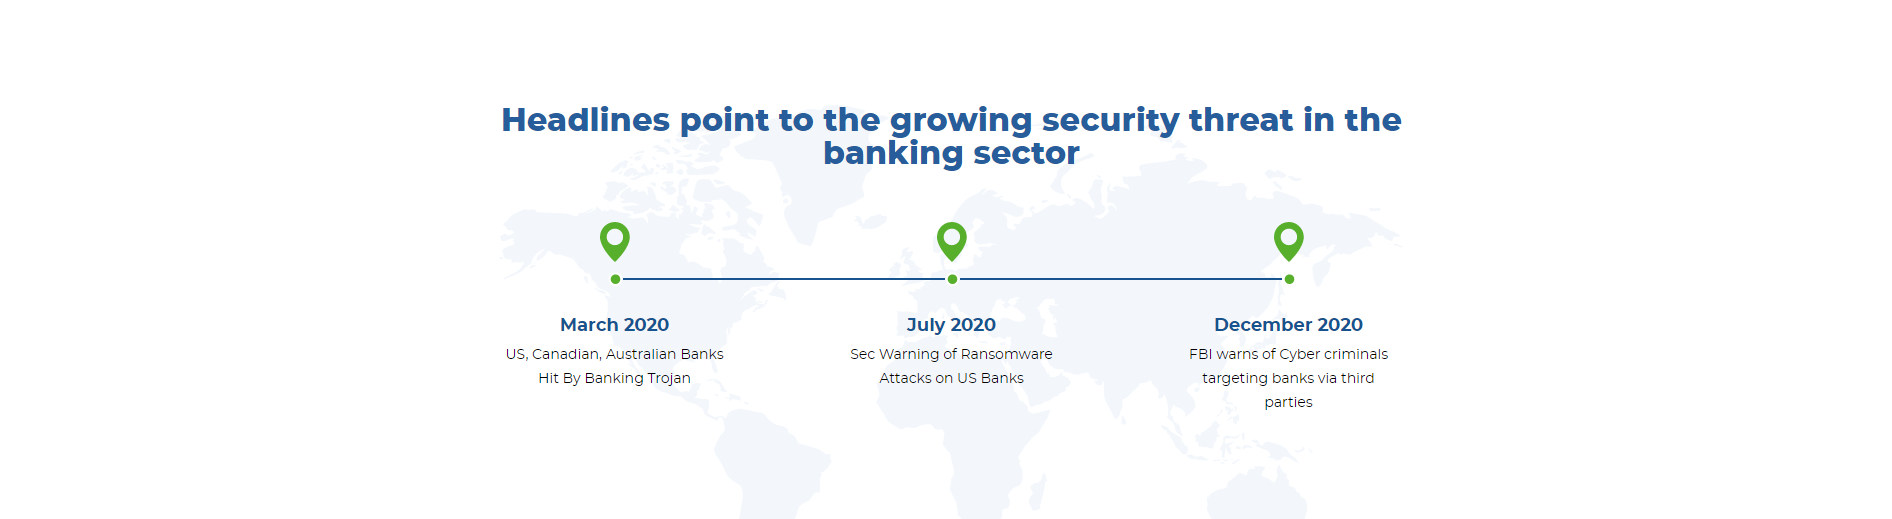 Headlines point to the growing security threat in the
banking sector
March 2020
US, Canadian, Australian Banks
Hit By Banking Trojan
July 2020
Sec Warning of Ransomware
Attacks on US Banks
December 2020
FBI warns of Cyber criminals
targeting banks via third
parties